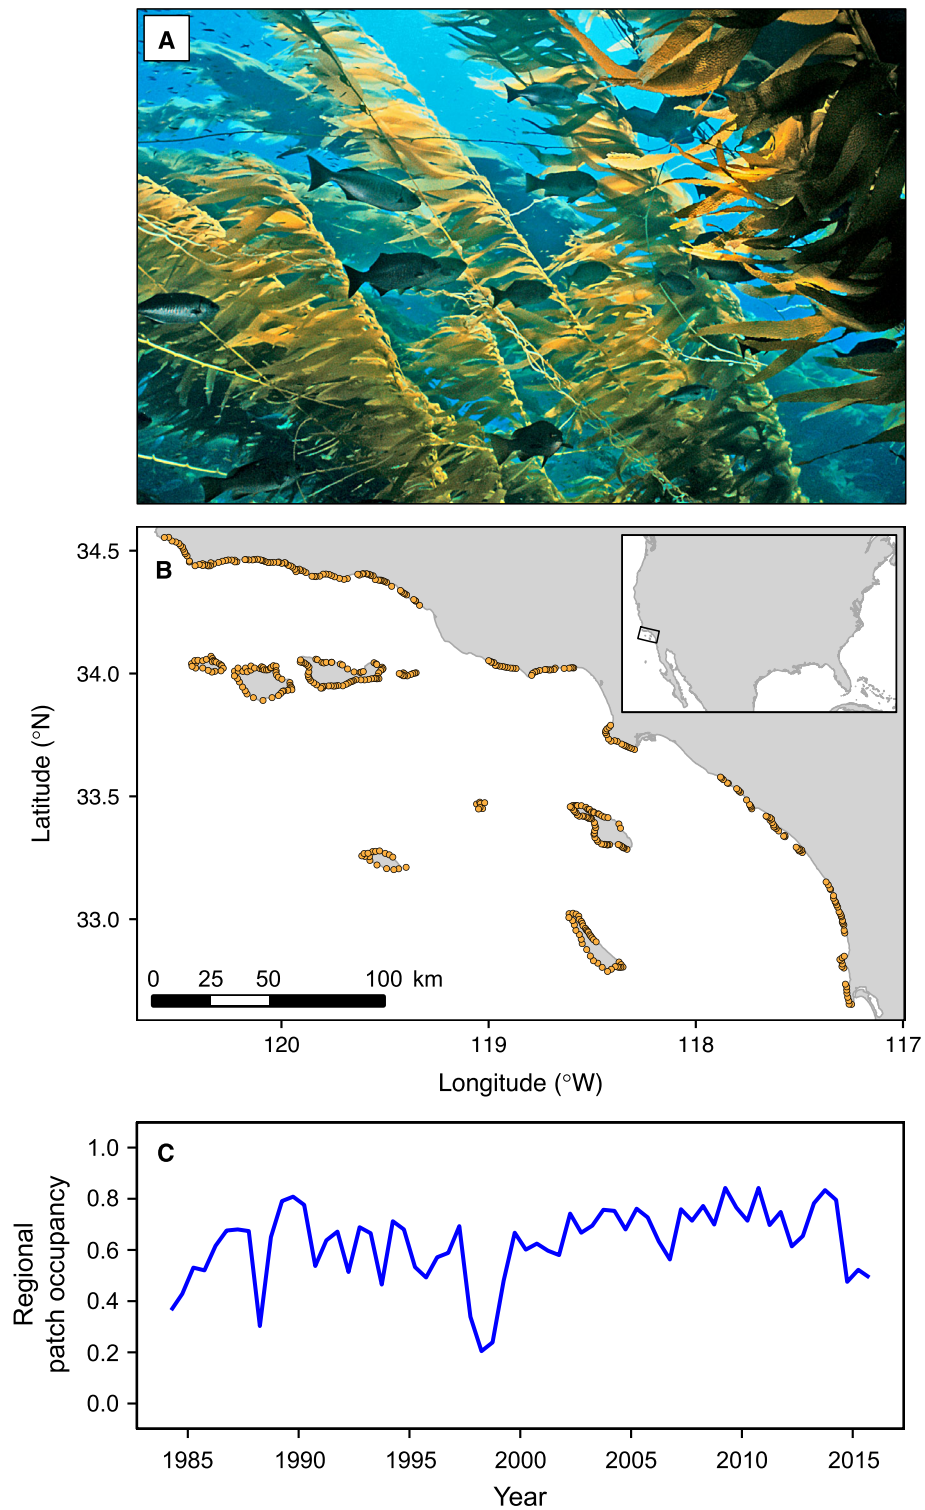 A
B
34.5
34.0
33.5
33.0
Latitude (°N)
0 25 50 100 km
120 119 118 117
Longitude (°W)
C
1.0
0.8
0.6
0.4
0.2
0.0
Regional
patch occupancy
1985 1990 1995 2000 2005 2010 2015
Year